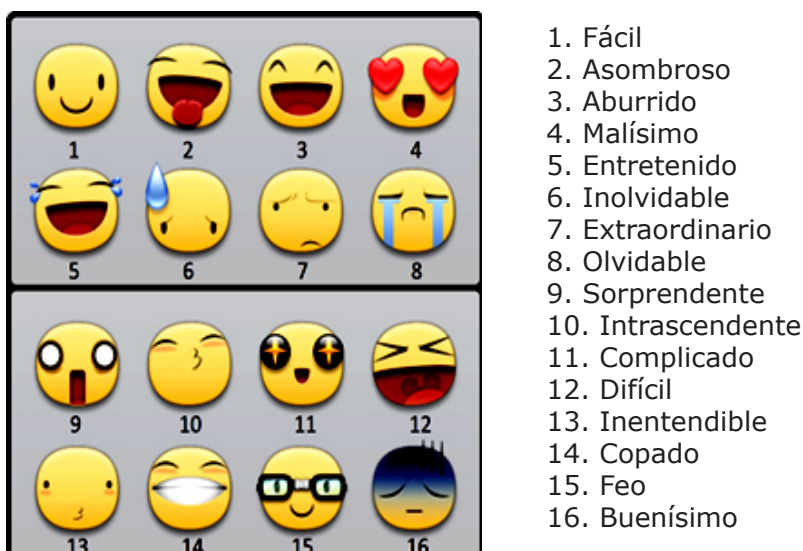 1 2 3 4
5 6 7 8
9 10 11 12
13 14 15 16
1. Fácil
2. Asombroso
3. Aburrido
4. Malísimo
5. Entretenido
6. Inolvidable
7. Extraordinario
8. Olvidable
9. Sorprendente
10. Intrascendente
11. Complicado
12. Difícil
13. Inentendible
14. Copado
15. Feo
16. Buenísimo